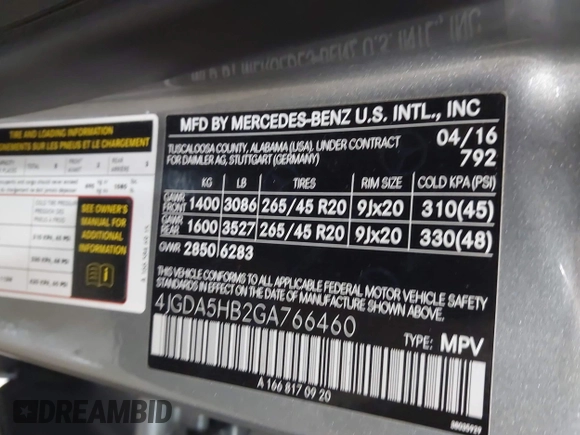 TIRE AND LOADING INFORMATION
SEE OWNER'S
MANUAL FOR
ADDITIONAL
INFORMATION
MFD BY MERCEDES-BENZ U.S. INTL., INC
TUSCALOOSA COUNTY, ALABAMA (USA). UNDER CONTRACT 04/16
FOR DAIMLER AG, STUTTGART (GERMANY) 792
KG LB TIRES RIM SIZE COLD KPA (PSI)
GAWR FRONT 1400 3086 265/45 R20 9Jx20 310(45)
GAWR REAR 1600 3527 265/45 R20 9Jx20 330(48)
GVWR 2850 6283
THIS VEHICLE CONFORMS TO ALL APPLICABLE FEDERAL MOTOR VEHICLE SAFETY
STANDARDS IN EFFECT ON THE DATE OF MANUFACTURE SHOWN ABOVE.
4JGDA5HB2GA766460
TYPE: MPV
A 166 817 09 20
DREAMBID